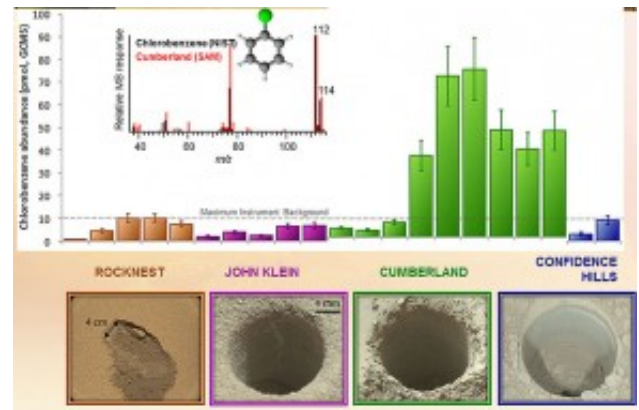 Chlorobenzene abundance (pmol, GCMS)
100
90
80
70
60
50
40
30
20
10
0
Relative MS response
Chlorobenzene (NIST)
Cumberland (SAM)
112
114
40
60
80
100
m/z
Maximum Instrument Background
ROCKNEST
JOHN KLEIN
CUMBERLAND
CONFIDENCE
HILLS
4 cm